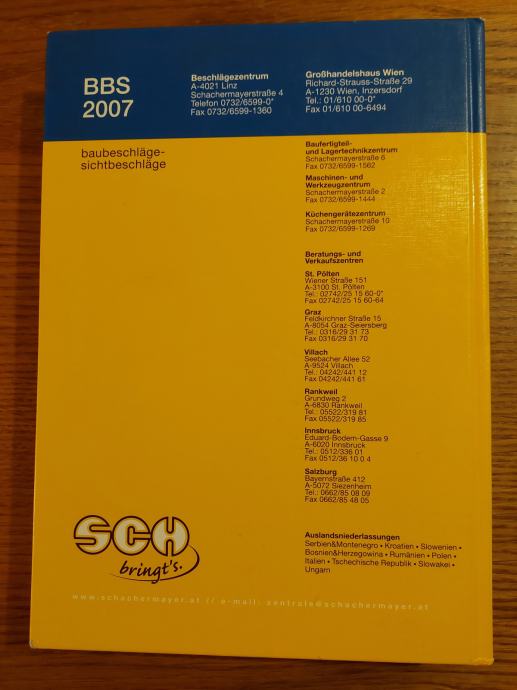 BBS
2007
Beschlägezentrum
A-4021 Linz
Schachermayerstraße 4
Telefon 0732/6599-0*
Fax 0732/6599-1360
Großhandelshaus Wien
Richard-Strauss-Straße 29
A-1230 Wien, Inzersdorf
Tel.: 01/610 00-0*
Fax 01/610 00-6494
baubeschläge-
sichtbeschläge
Baufertigteil-
und Lagertechnikzentrum
Schachermayerstraße 6
Fax 0732/6599-1562
Maschinen- und
Werkzeugzentrum
Schachermayerstraße 2
Fax 0732/6599-1444
Küchengerätezentrum
Schachermayerstraße 10
Fax 0732/6599-1269
Beratungs- und
Verkaufszentren
St. Pölten
Wiener Straße 151
A-3100 St. Pölten
Tel.: 02742/25 15 60-0*
Fax 02742/25 15 60-64
Graz
Feldkirchner Straße 15
A-8054 Graz-Seiersberg
Tel.: 0316/29 31 73
Fax 0316/29 31 70
Villach
Seebacher Allee 52
A-9524 Villach
Tel.: 04242/441 12
Fax 04242/441 61
Rankweil
Grundweg 2
A-6830 Rankweil
Tel.: 05522/319 81
Fax 05522/319 85
Innsbruck
Eduard-Bodem-Gasse 9
A-6020 Innsbruck
Tel.: 0512/336 01
Fax 0512/36 10 0 4
Salzburg
Bayernstraße 412
A-5072 Siezenheim
Tel.: 0662/85 08 09
Fax 0662/85 48 05
Auslandsniederlassungen
Serbien&Montenegro • Kroatien • Slowenien •
Bosnien&Herzegowina • Rumänien • Polen •
Italien • Tschechische Republik • Slowakei •
Ungarn
SCH
bringt's.
www.schachermayer.at // e-mail: zentrale@schachermayer.at